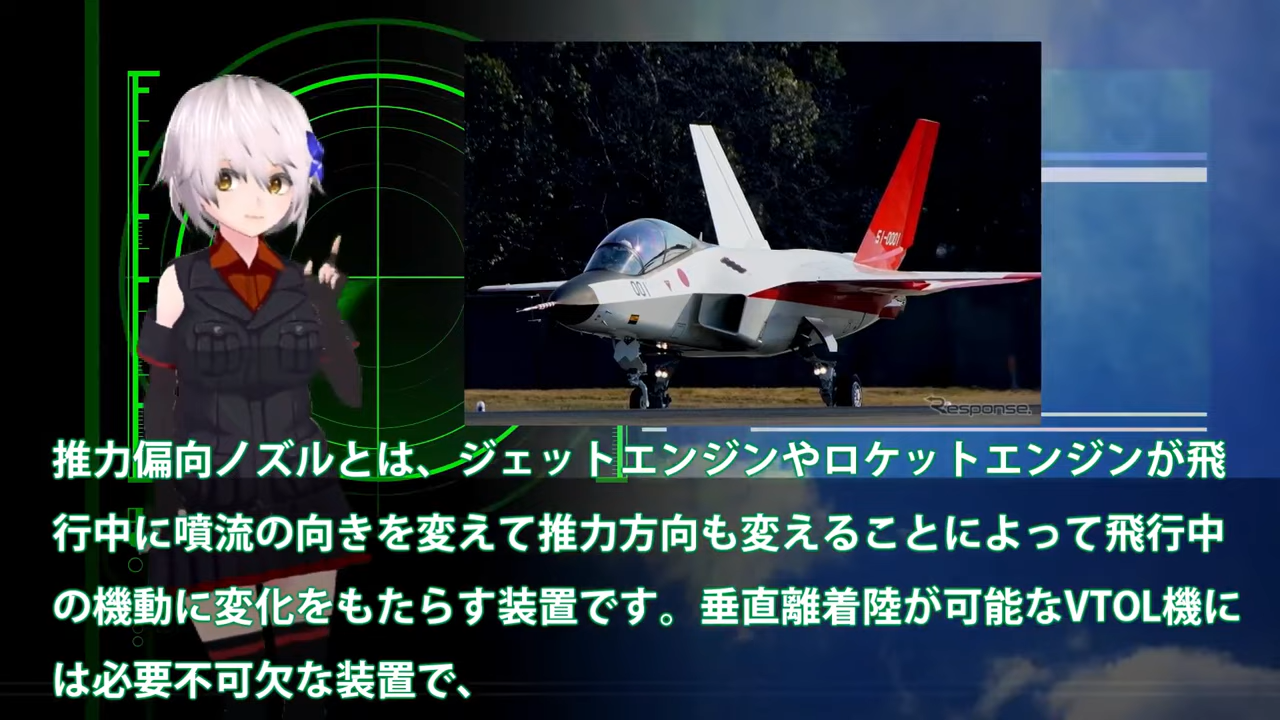 51-0001
001
Response.
推力偏向ノズルとは、ジェットエンジンやロケットエンジンが飛
行中に噴流の向きを変えて推力方向も変えることによって飛行中
の機動に変化をもたらす装置です。垂直離着陸が可能なVTOL機に
は必要不可欠な装置で、